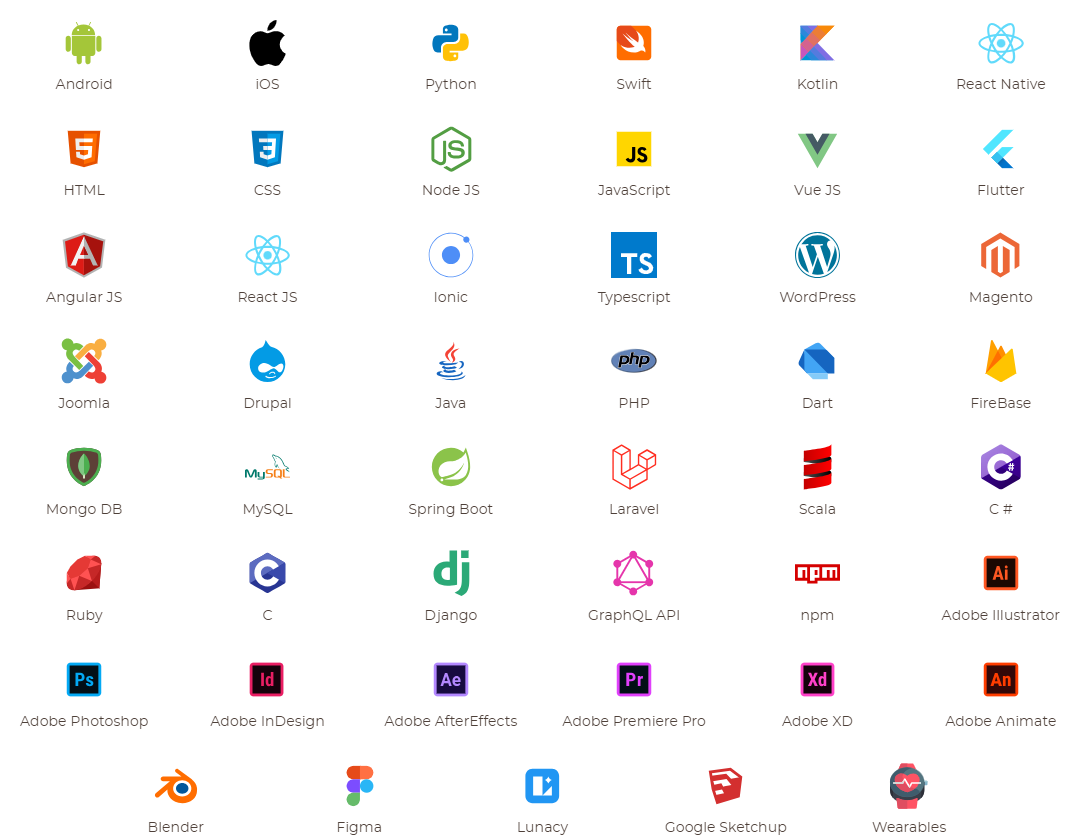 Android iOS Python Swift Kotlin React Native
5 3 JS JS
HTML CSS Node JS JavaScript Vue JS Flutter
A TS W
Angular JS React JS Ionic Typescript WordPress Magento
php
Joomla Drupal Java PHP Dart FireBase
MySQL C#
Mongo DB MySQL Spring Boot Laravel Scala C #
C dj npm Ai
Ruby C Django GraphQL API npm Adobe Illustrator
Ps Id Ae Pr Xd An
Adobe Photoshop Adobe InDesign Adobe AfterEffects Adobe Premiere Pro Adobe XD Adobe Animate
Blender Figma Lunacy Google Sketchup Wearables